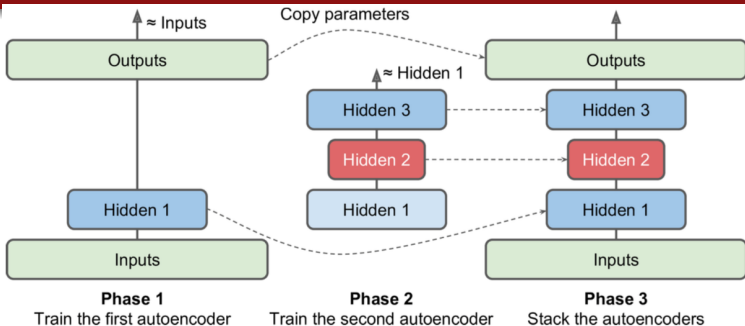 Copy parameters
≈ Inputs
Outputs
Hidden 1
Inputs
Phase 1
Train the first autoencoder
≈ Hidden 1
Hidden 3
Hidden 2
Hidden 1
Phase 2
Train the second autoencoder
Outputs
Hidden 3
Hidden 2
Hidden 1
Inputs
Phase 3
Stack the autoencoders